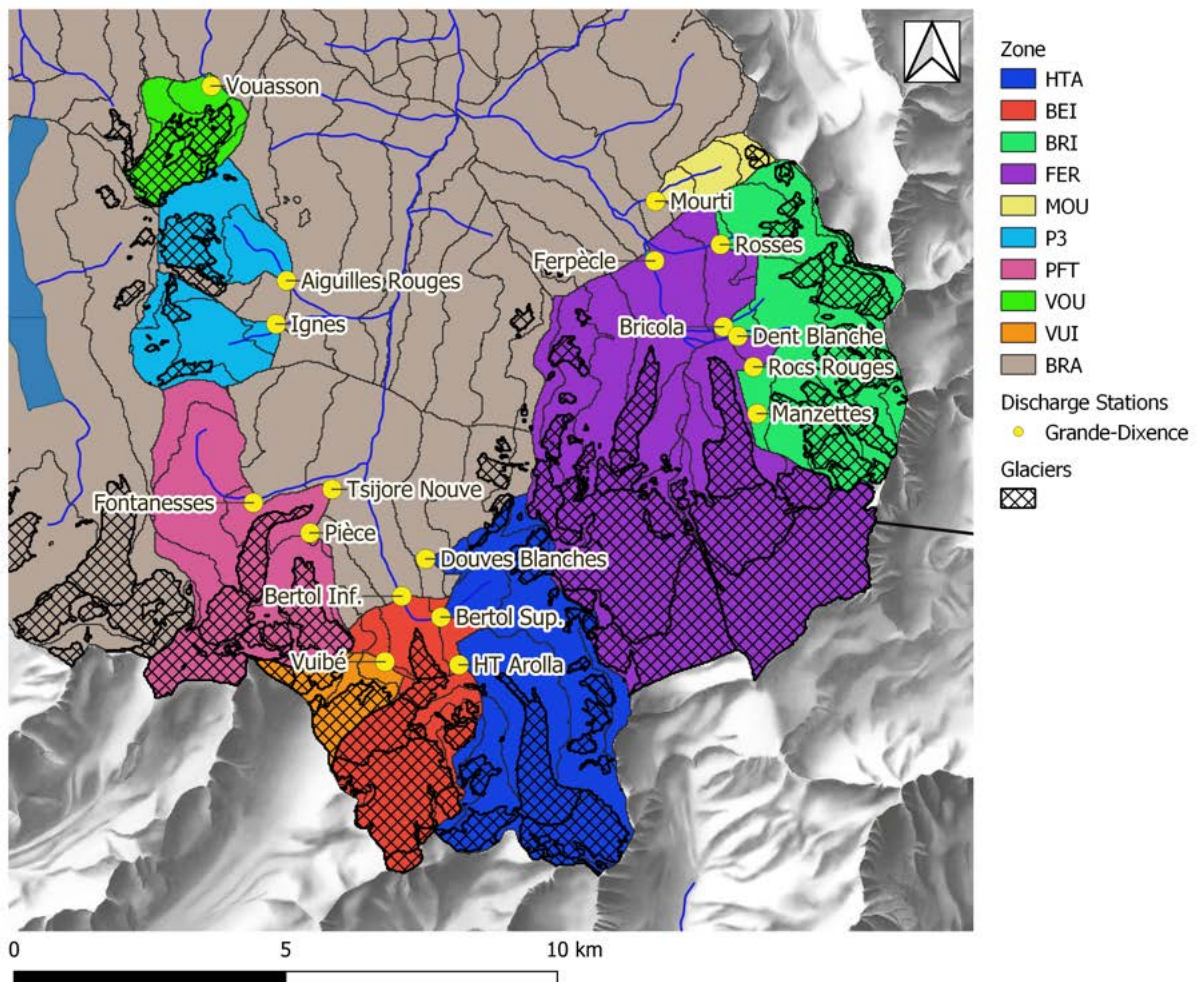 Vouasson
Mourti
Rosses
Ferpècle
Aiguilles Rouges
Ignes
Bricola
Dent Blanche
Rocs Rouges
Manzettes
Tsijore Nouve
Fontanesses
Pièce
Douves Blanches
Bertol Inf.
Bertol Sup.
Vuibé
HT Arolla
Zone
HTA
BEI
BRI
FER
MOU
P3
PFT
VOU
VUI
BRA
Discharge Stations
Grande-Dixence
Glaciers
0 5 10 km